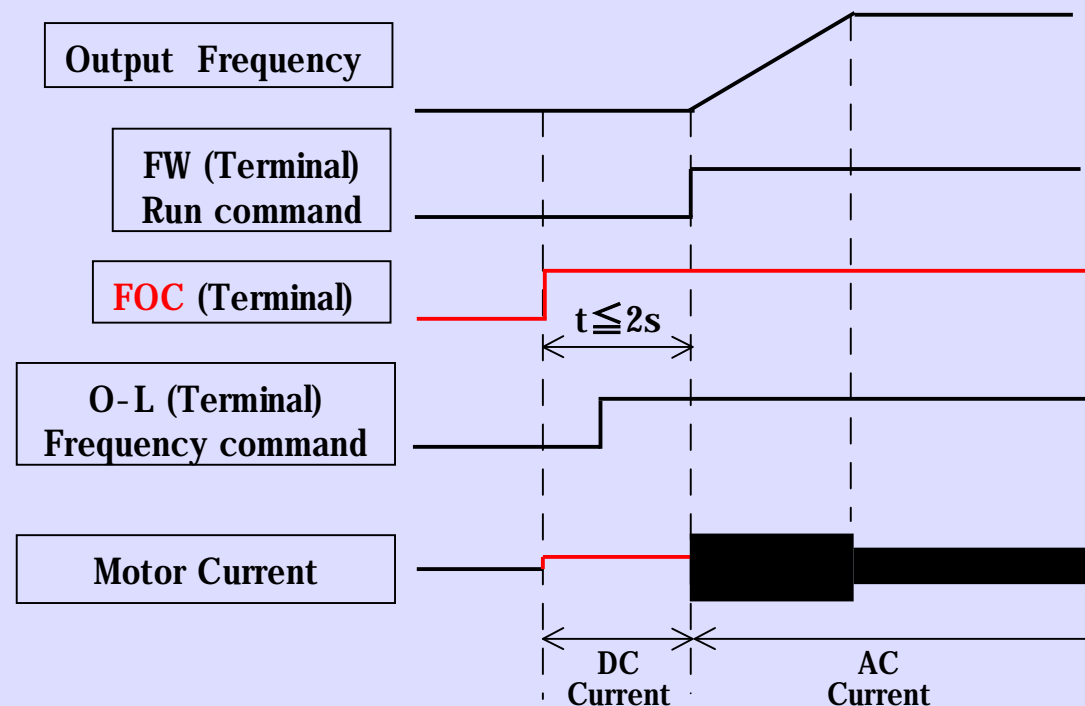 Output Frequency
FW (Terminal)
Run command
FOC (Terminal)
t≦2s
O-L (Terminal)
Frequency command
Motor Current
DC
Current
AC
Current